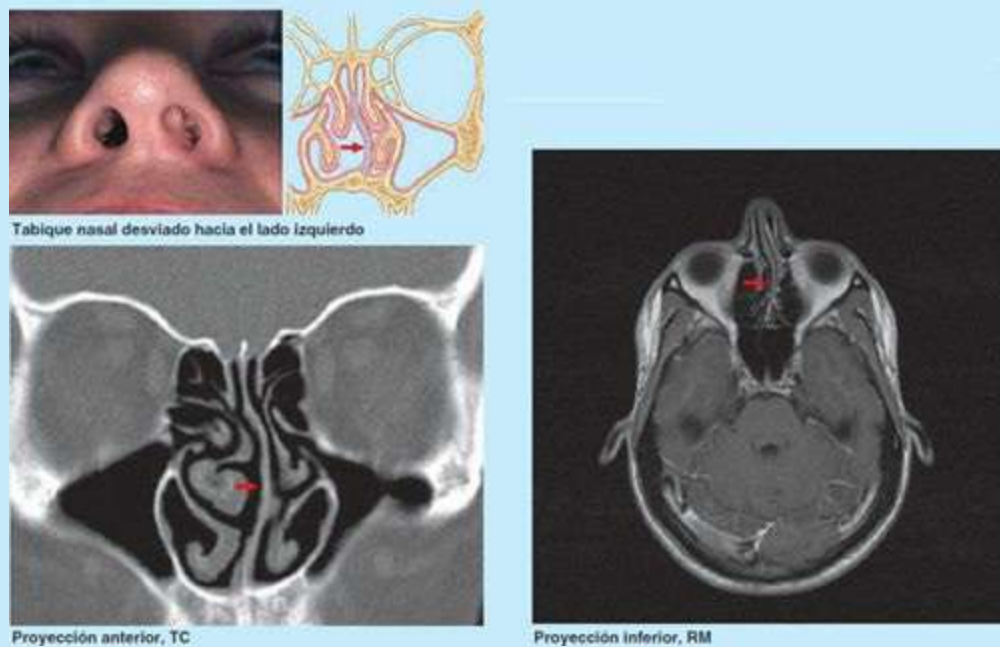 Tabique nasal desviado hacia el lado izquierdo
Proyección anterior, TC
Proyección inferior, RM